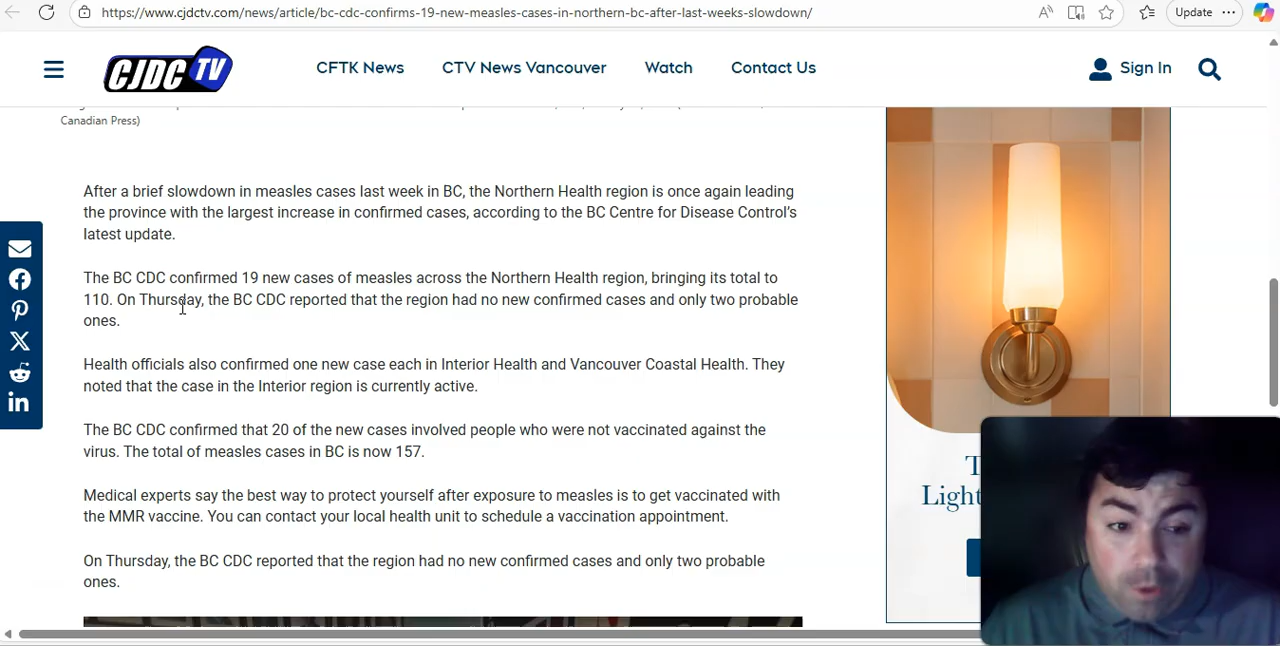 https://www.cjdctv.com/news/article/bc-cdc-confirms-19-new-measles-cases-in-northern-bc-after-last-weeks-slowdown/
Update
CJDC TV
CFTK News
CTV News Vancouver
Watch
Contact Us
Sign In
Canadian Press)
After a brief slowdown in measles cases last week in BC, the Northern Health region is once again leading
the province with the largest increase in confirmed cases, according to the BC Centre for Disease Control's
latest update.
The BC CDC confirmed 19 new cases of measles across the Northern Health region, bringing its total to
110. On Thursday, the BC CDC reported that the region had no new confirmed cases and only two probable
ones.
Health officials also confirmed one new case each in Interior Health and Vancouver Coastal Health. They
noted that the case in the Interior region is currently active.
The BC CDC confirmed that 20 of the new cases involved people who were not vaccinated against the
virus. The total of measles cases in BC is now 157.
Medical experts say the best way to protect yourself after exposure to measles is to get vaccinated with
the MMR vaccine. You can contact your local health unit to schedule a vaccination appointment.
On Thursday, the BC CDC reported that the region had no new confirmed cases and only two probable
ones.
Light